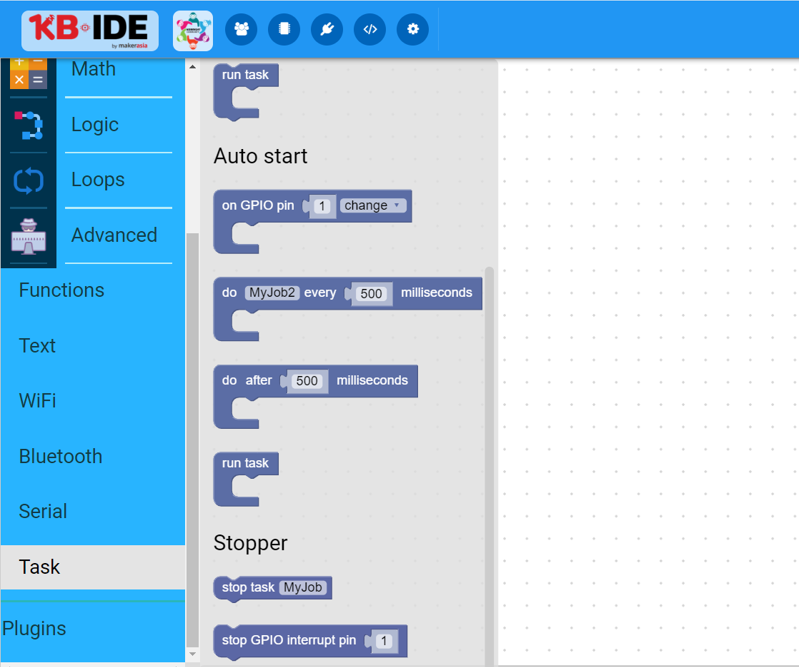 KB IDE
by makerasia
Math
Logic
Loops
Advanced
Functions
Text
WiFi
Bluetooth
Serial
Task
Plugins
run task
Auto start
on GPIO pin 1 change
do MyJob2 every 500 milliseconds
do after 500 milliseconds
run task
Stopper
stop task MyJob
stop GPIO interrupt pin 1